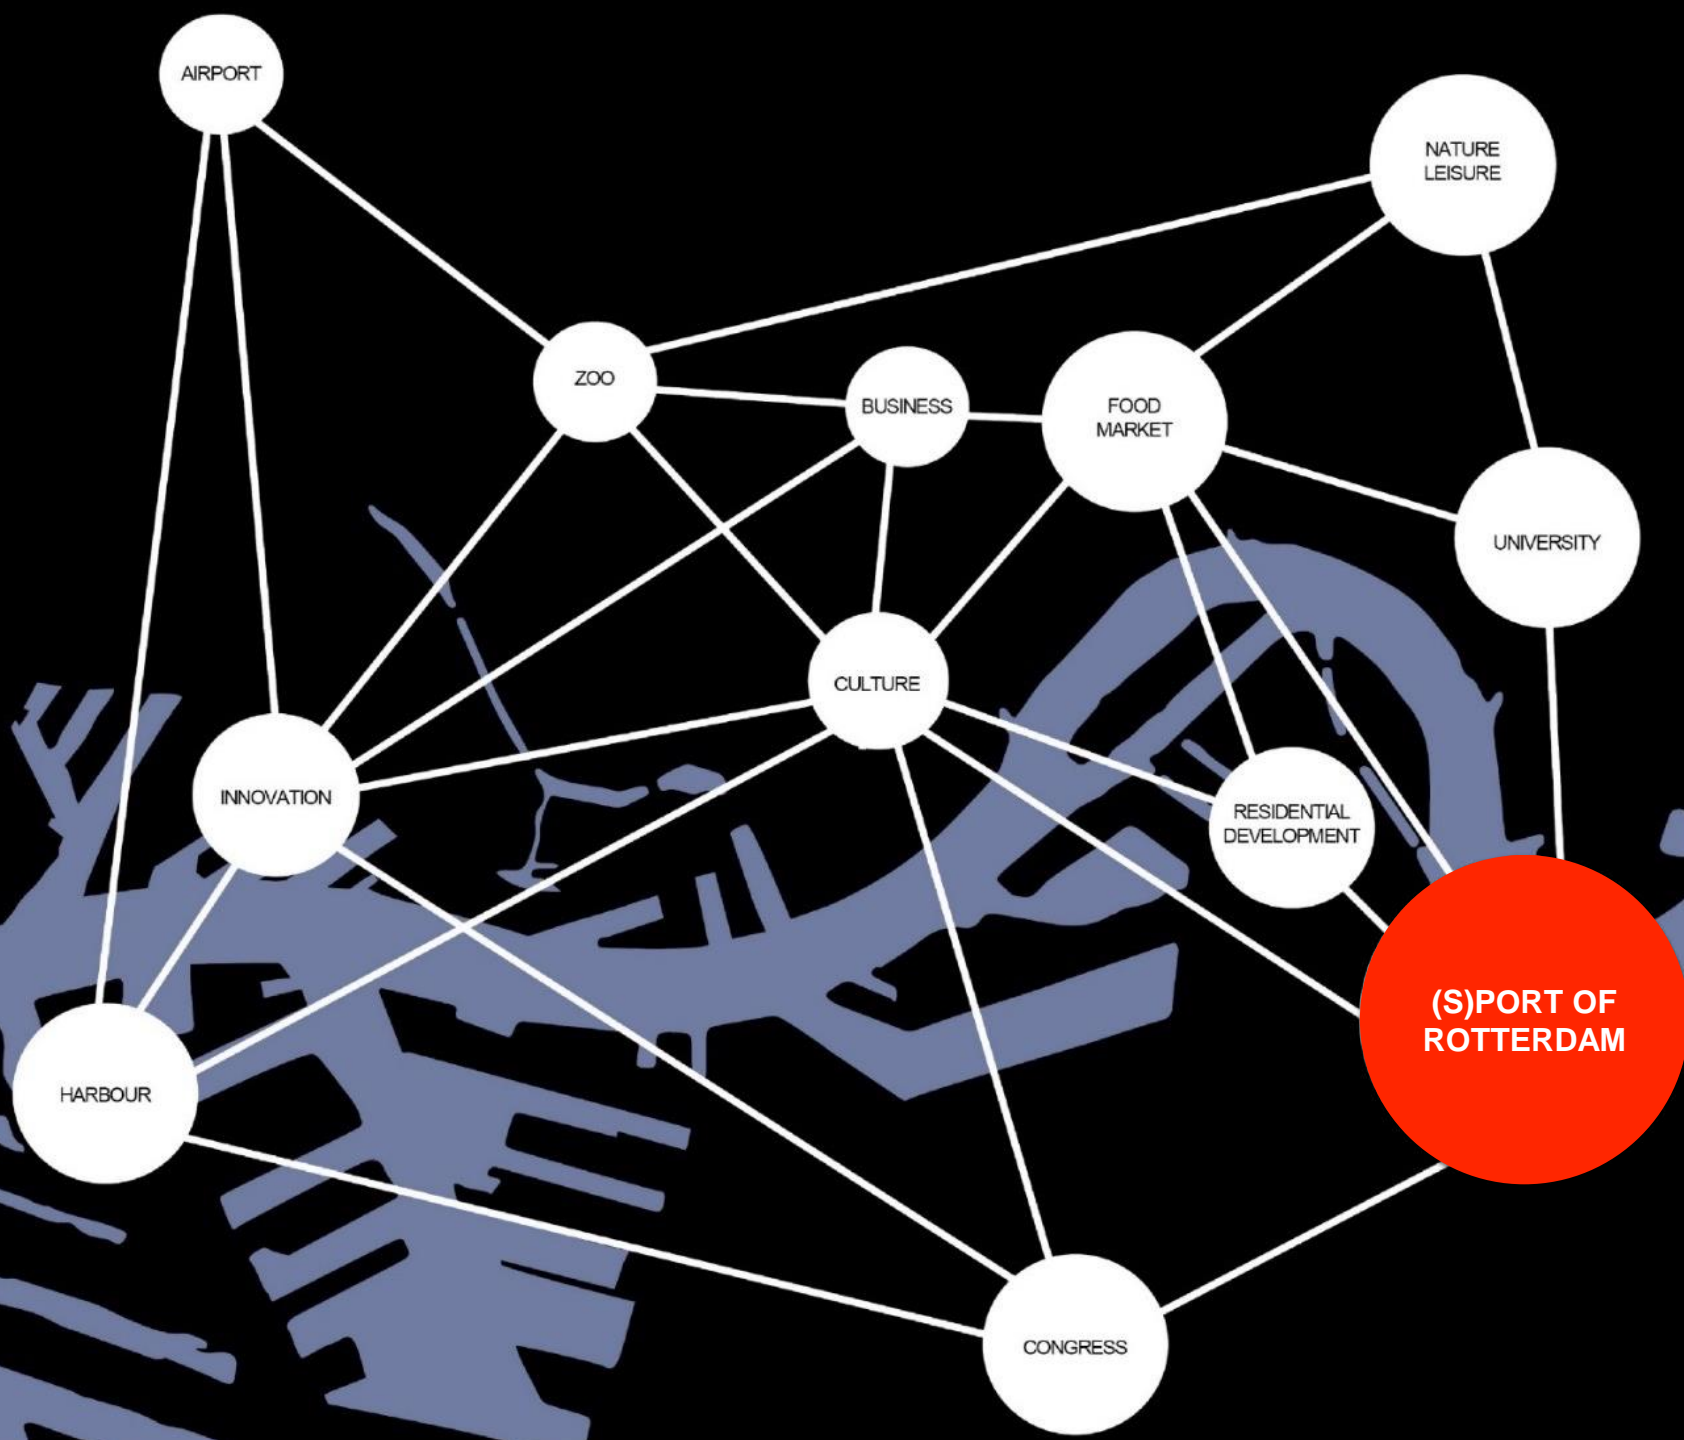 AIRPORT
NATURE
LEISURE
ZOO
BUSINESS
FOOD
MARKET
UNIVERSITY
CULTURE
INNOVATION
RESIDENTIAL
DEVELOPMENT
(S)PORT OF
ROTTERDAM
HARBOUR
CONGRESS